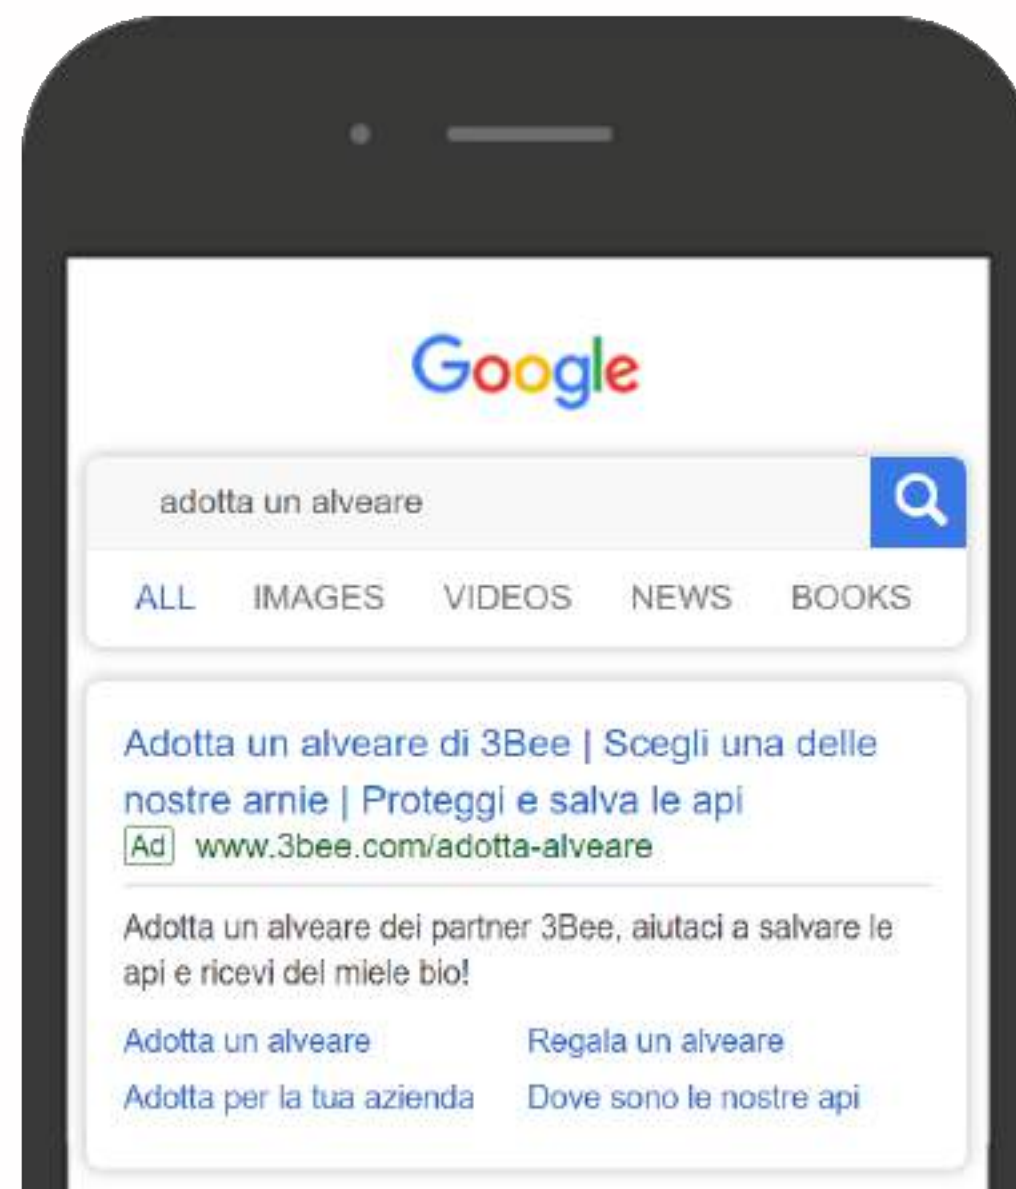 Google
adotta un alveare
ALL IMAGES VIDEOS NEWS BOOKS
Adotta un alveare di 3Bee | Scegli una delle
nostre arnie | Proteggi e salva le api
Ad www.3bee.com/adotta-alveare
Adotta un alveare dei partner 3Bee, aiutaci a salvare le
api e ricevi del miele bio!
Adotta un alveare Regala un alveare
Adotta per la tua azienda Dove sono le nostre api